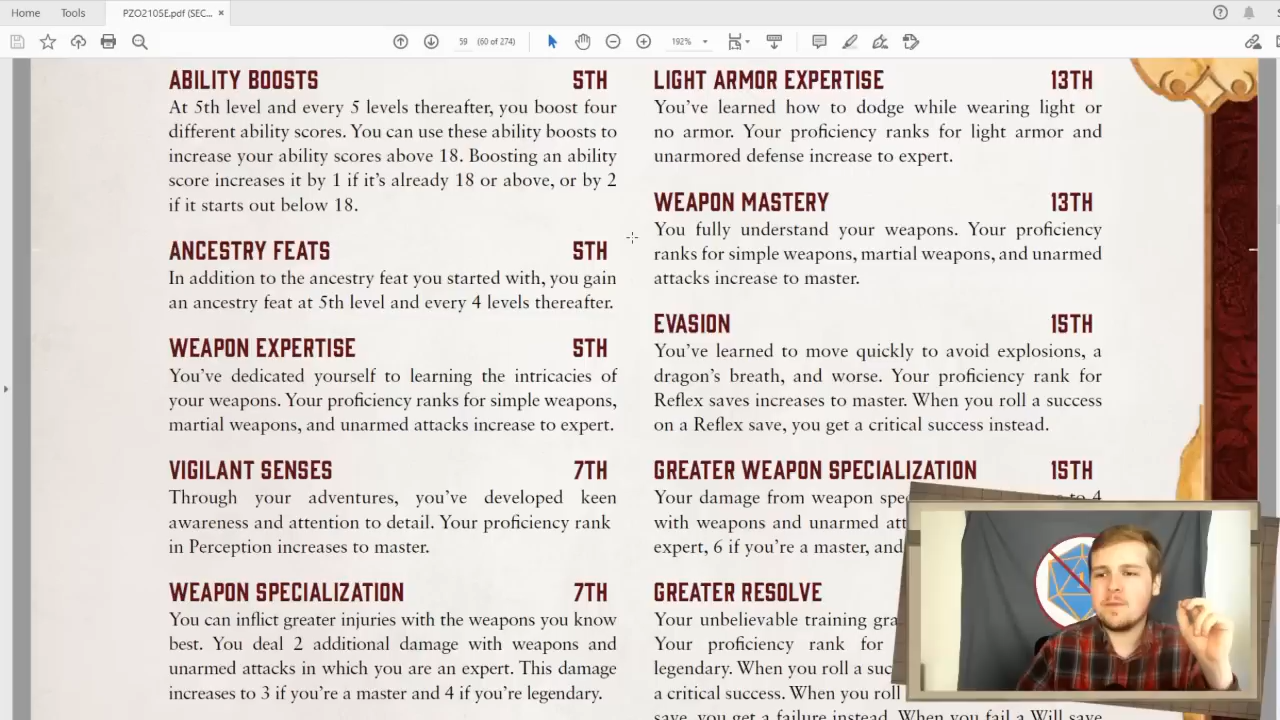 Home Tools PZO2105E.pdf (SEC... ×
59 (60 of 274) 192%
ABILITY BOOSTS 5TH
At 5th level and every 5 levels thereafter, you boost four
different ability scores. You can use these ability boosts to
increase your ability scores above 18. Boosting an ability
score increases it by 1 if it's already 18 or above, or by 2
if it starts out below 18.
ANCESTRY FEATS 5TH
In addition to the ancestry feat you started with, you gain
an ancestry feat at 5th level and every 4 levels thereafter.
WEAPON EXPERTISE 5TH
You've dedicated yourself to learning the intricacies of
your weapons. Your proficiency ranks for simple weapons,
martial weapons, and unarmed attacks increase to expert.
VIGILANT SENSES 7TH
Through your adventures, you've developed keen
awareness and attention to detail. Your proficiency rank
in Perception increases to master.
WEAPON SPECIALIZATION 7TH
You can inflict greater injuries with the weapons you know
best. You deal 2 additional damage with weapons and
unarmed attacks in which you are an expert. This damage
increases to 3 if you're a master and 4 if you're legendary.
LIGHT ARMOR EXPERTISE 13TH
You've learned how to dodge while wearing light or
no armor. Your proficiency ranks for light armor and
unarmored defense increase to expert.
WEAPON MASTERY 13TH
You fully understand your weapons. Your proficiency
ranks for simple weapons, martial weapons, and unarmed
attacks increase to master.
EVASION 15TH
You've learned to move quickly to avoid explosions, a
dragon's breath, and worse. Your proficiency rank for
Reflex saves increases to master. When you roll a success
on a Reflex save, you get a critical success instead.
GREATER WEAPON SPECIALIZATION 15TH
Your damage from weapon spe to 4
with weapons and unarmed att
expert, 6 if you're a master, and
GREATER RESOLVE
Your unbelievable training gra
Your proficiency rank for
legendary. When you roll a suc
a critical success. When you roll
save, you get a failure instead. When you fail a Will save